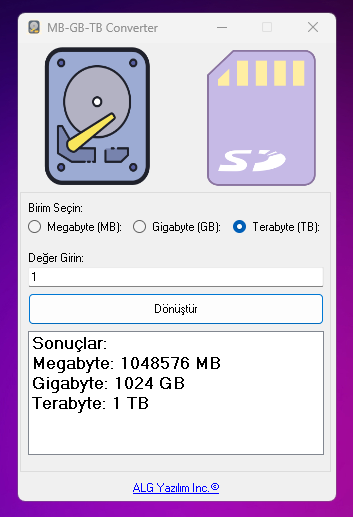 MB-GB-TB Converter
SD
Birim Seçin:
Megabyte (MB): Gigabyte (GB): Terabyte (TB):
Değer Girin:
1
Dönüştür
Sonuçlar:
Megabyte: 1048576 MB
Gigabyte: 1024 GB
Terabyte: 1 TB
ALG Yazılım Inc.©